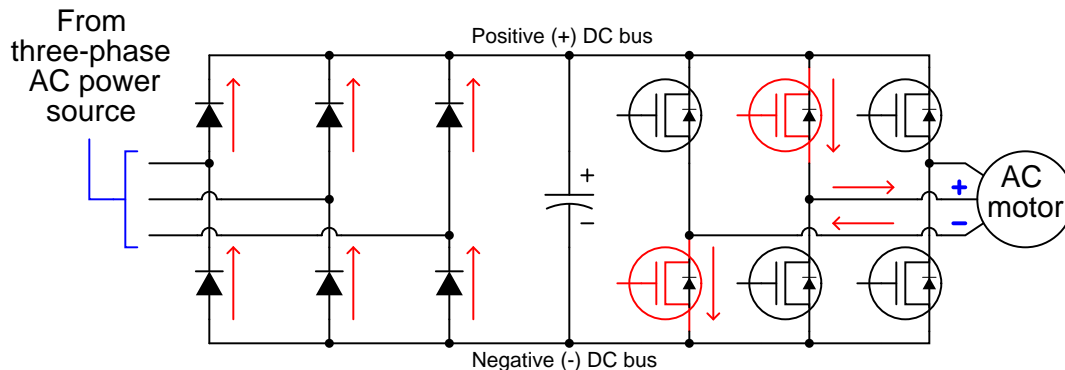 From
three-phase
AC power
source
Positive (+) DC bus
+
−
+
−
AC
motor
Negative (-) DC bus